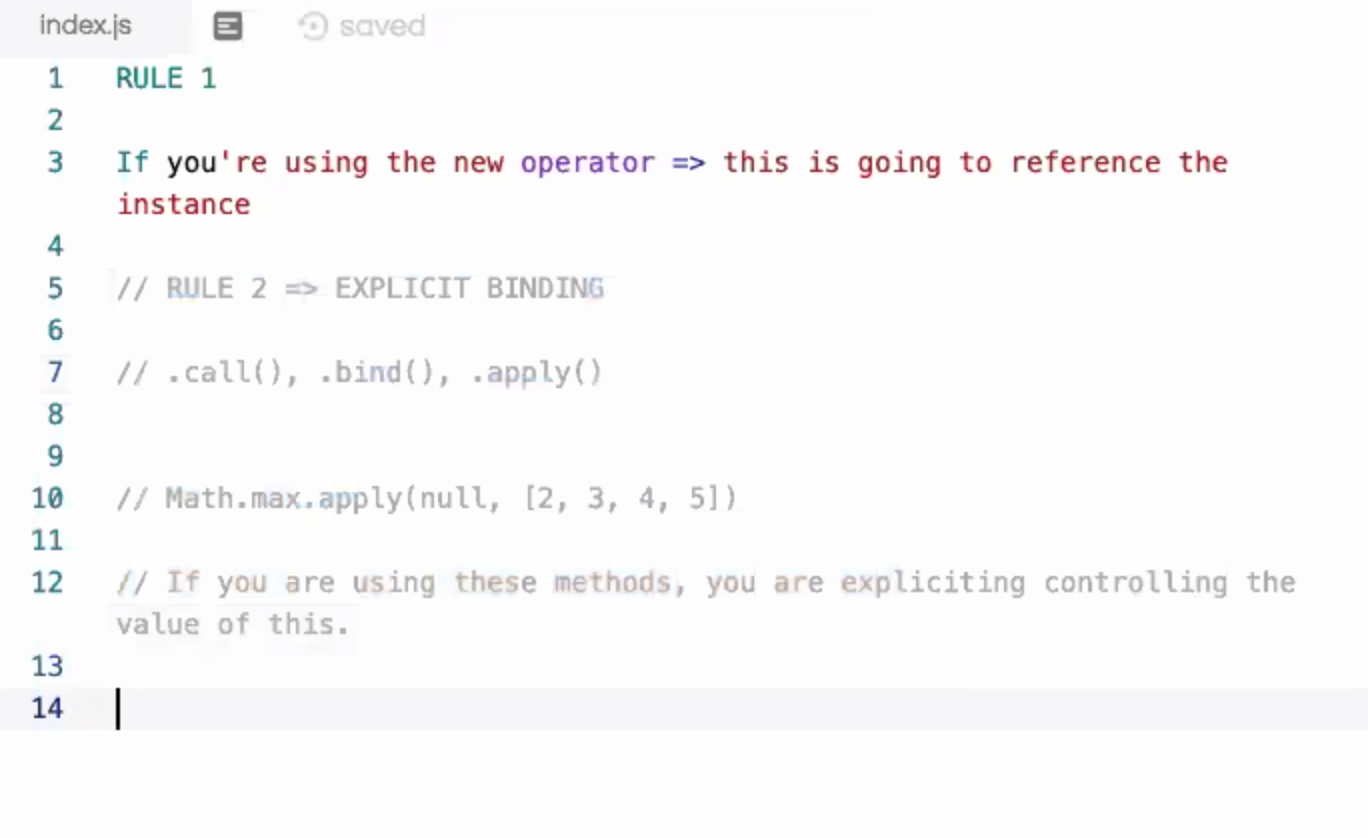 index.js saved
1 RULE 1
2
3 If you're using the new operator => this is going to reference the
instance
4
5 // RULE 2 => EXPLICIT BINDING
6
7 // .call(), .bind(), .apply()
8
9
10 // Math.max.apply(null, [2, 3, 4, 5])
11
12 // If you are using these methods, you are expliciting controlling the
value of this.
13
14